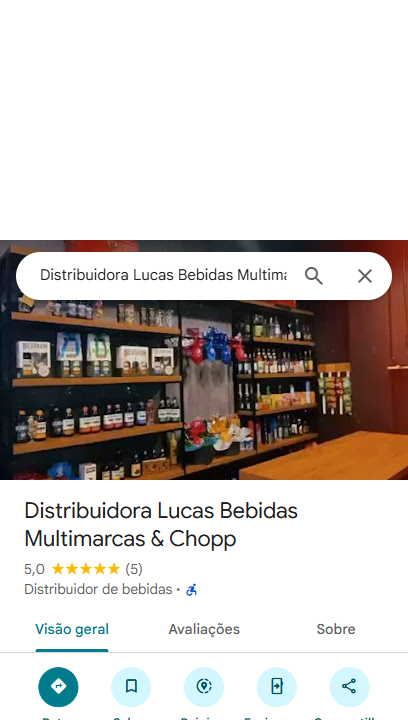 Distribuidora Lucas Bebidas Multima
Distribuidora Lucas Bebidas
Multimarcas & Chopp
5,0 ★★★★★ (5)
Distribuidor de bebidas ·
Visão geral Avaliações Sobre